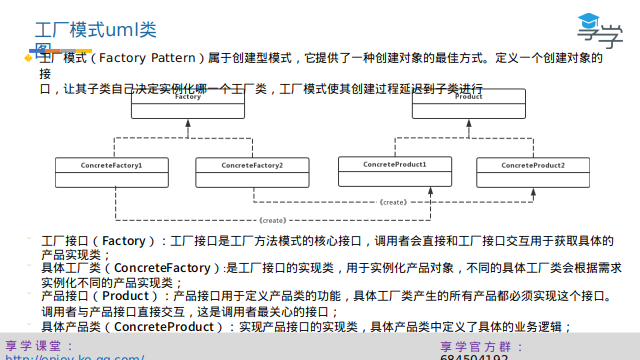 工厂模式uml类
图
享学
工厂模式（Factory Pattern）属于创建型模式，它提供了一种创建对象的最佳方式。定义一个创建对象的
接
口，让其子类自己决定实例化哪一个工厂类，工厂模式使其创建过程延迟到子类进行
Factory
Product
ConcreteFactory1
ConcreteFactory2
ConcreteProduct1
ConcreteProduct2
《create》
《create》
工厂接口（Factory）：工厂接口是工厂方法模式的核心接口，调用者会直接和工厂接口交互用于获取具体的
产品实现类；
具体工厂类（ConcreteFactory）:是工厂接口的实现类，用于实例化产品对象，不同的具体工厂类会根据需求
实例化不同的产品实现类；
产品接口（Product）：产品接口用于定义产品类的功能，具体工厂类产生的所有产品都必须实现这个接口。
调用者与产品接口直接交互，这是调用者最关心的接口；
具体产品类（ConcreteProduct）：实现产品接口的实现类，具体产品类中定义了具体的业务逻辑；
享学课堂：
http://enjoy.ke.qq.com/
享学官方群：
684504192